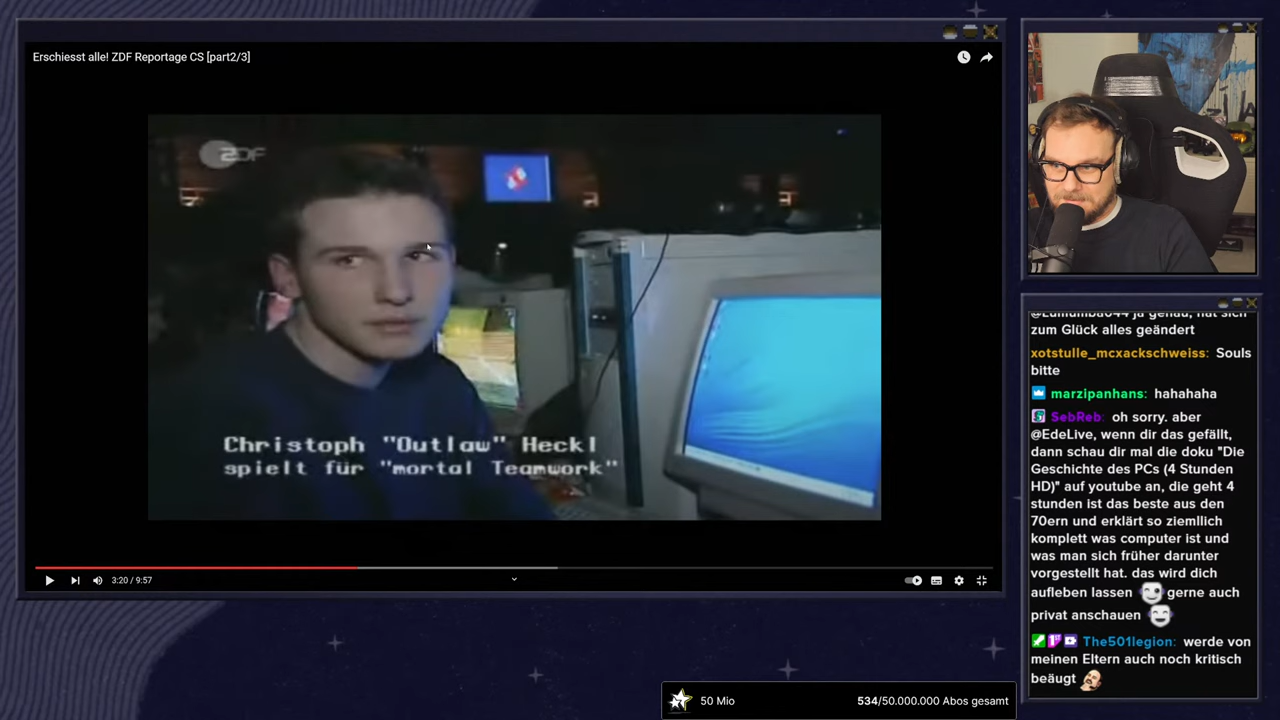 Erschiesst alle! ZDF Reportage CS [part2/3]
ZDF
Christoph "Outlaw" Heckl
spielt für "mortal Teamwork"
3:20 / 9:57
zum Glück alles geändert
xotstulle_mcxackschweiss: Souls
bitte
marzipanhans: hahahaha
SebReb: oh sorry. aber
@EdeLive, wenn dir das gefällt,
dann schau dir mal die doku "Die
Geschichte des PCs (4 Stunden
HD)" auf youtube an, die geht 4
stunden ist das beste aus den
70ern und erklärt so ziemllich
komplett was computer ist und
was man sich früher darunter
vorgestellt hat. das wird dich
aufleben lassen gerne auch
privat anschauen
The501legion: werde von
meinen Eltern auch noch kritisch
beäugt
50 Mio 534/50.000.000 Abos gesamt